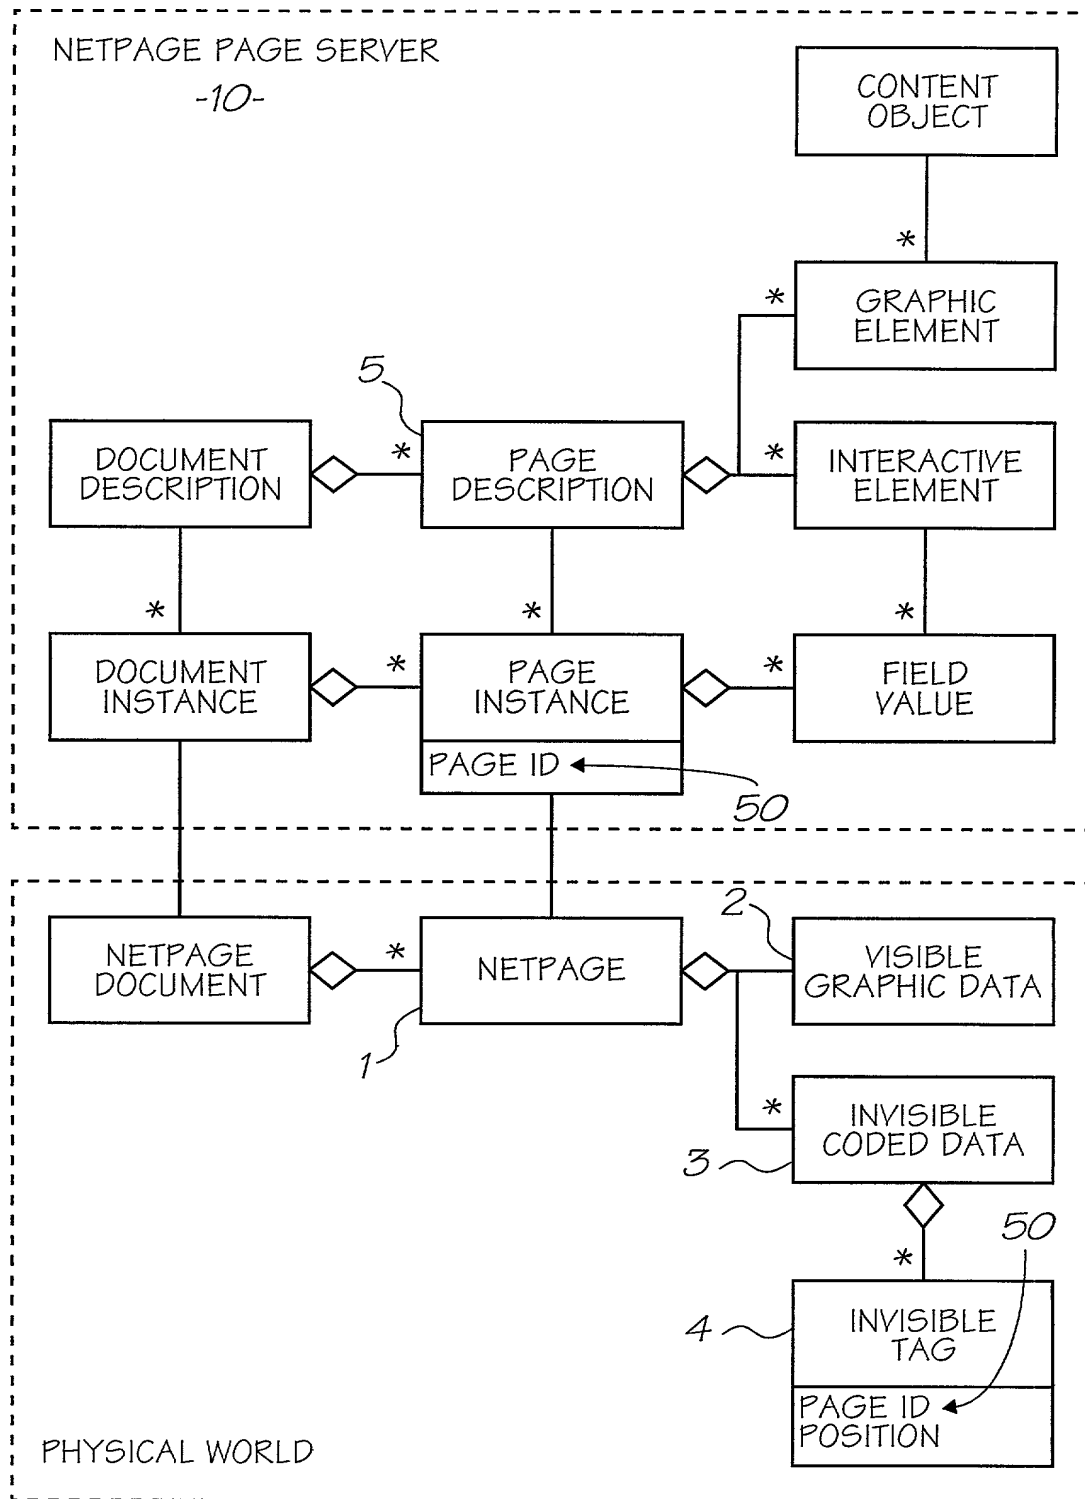 NETPAGE PAGE SERVER
-10-
CONTENT
OBJECT
*
*
GRAPHIC
ELEMENT
5
DOCUMENT
DESCRIPTION
*
PAGE
DESCRIPTION
*
INTERACTIVE
ELEMENT
*
*
*
DOCUMENT
INSTANCE
*
PAGE
INSTANCE
*
FIELD
VALUE
PAGE ID
50
NETPAGE
DOCUMENT
*
NETPAGE
2
VISIBLE
GRAPHIC DATA
1
*
INVISIBLE
CODED DATA
3
50
*
4
INVISIBLE
TAG
PAGE ID
POSITION
PHYSICAL WORLD